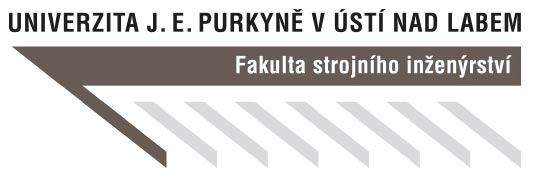 UNIVERZITA J. E. PURKYNĚ V ÚSTÍ NAD LABEM
Fakulta strojního inženýrství